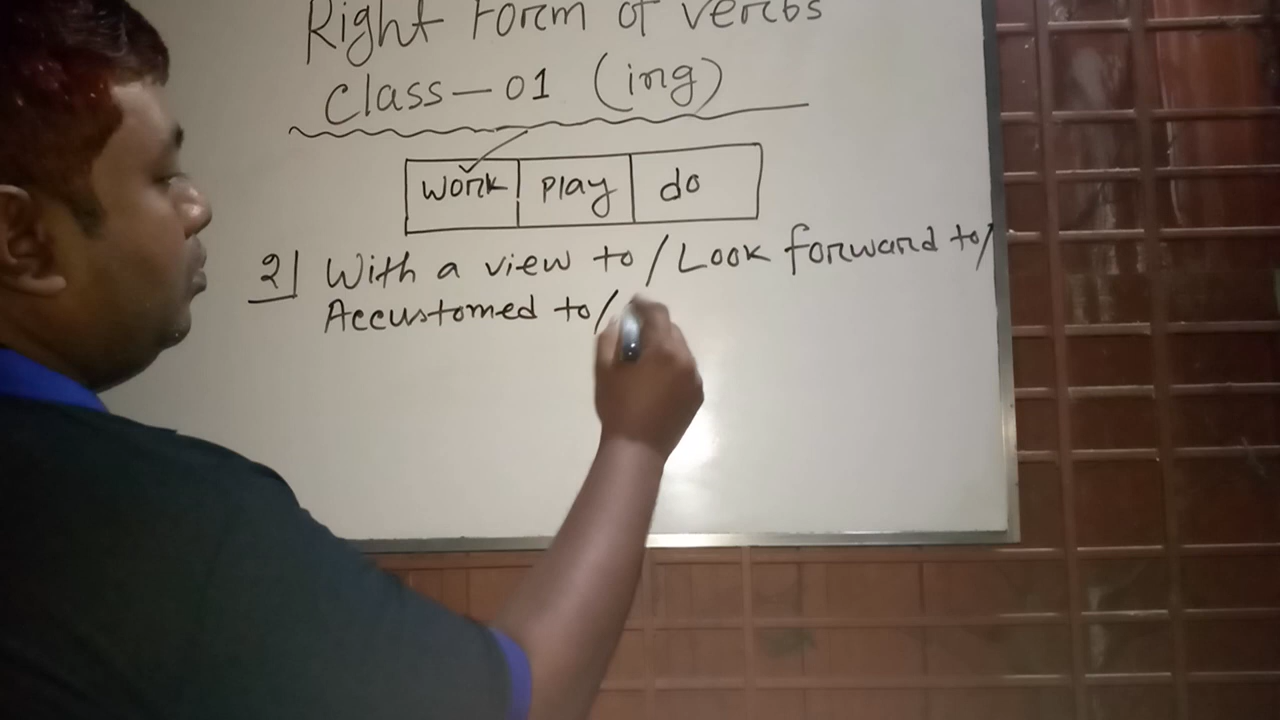 Right Form of Verbs
Class-01 (ing)
work play do
2| With a view to/Look forward to/
Accustomed to/